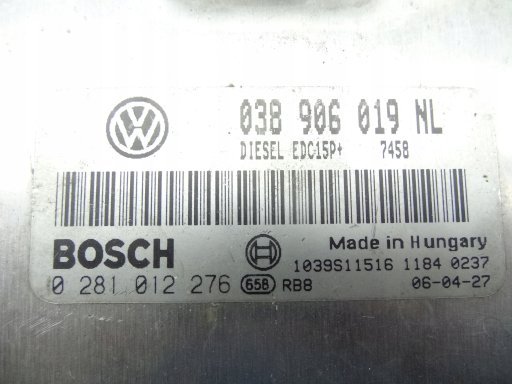 038 906 019 NL
DIESEL EDC15P+ 7458
BOSCH
Made in Hungary
1039S11516 1184 0237
0 281 012 276 656 RB8 06-04-27